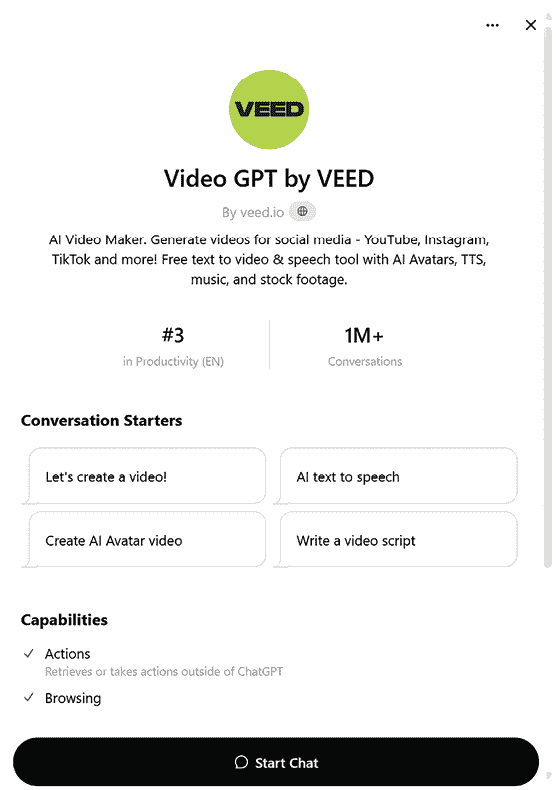 VEED
Video GPT by VEED
By veed.io
AI Video Maker. Generate videos for social media - YouTube, Instagram,
TikTok and more! Free text to video & speech tool with AI Avatars, TTS,
music, and stock footage.
#3
in Productivity (EN)
1M+
Conversations
Conversation Starters
Let's create a video!
AI text to speech
Create AI Avatar video
Write a video script
Capabilities
Actions
Retrieves or takes actions outside of ChatGPT
Browsing
Start Chat